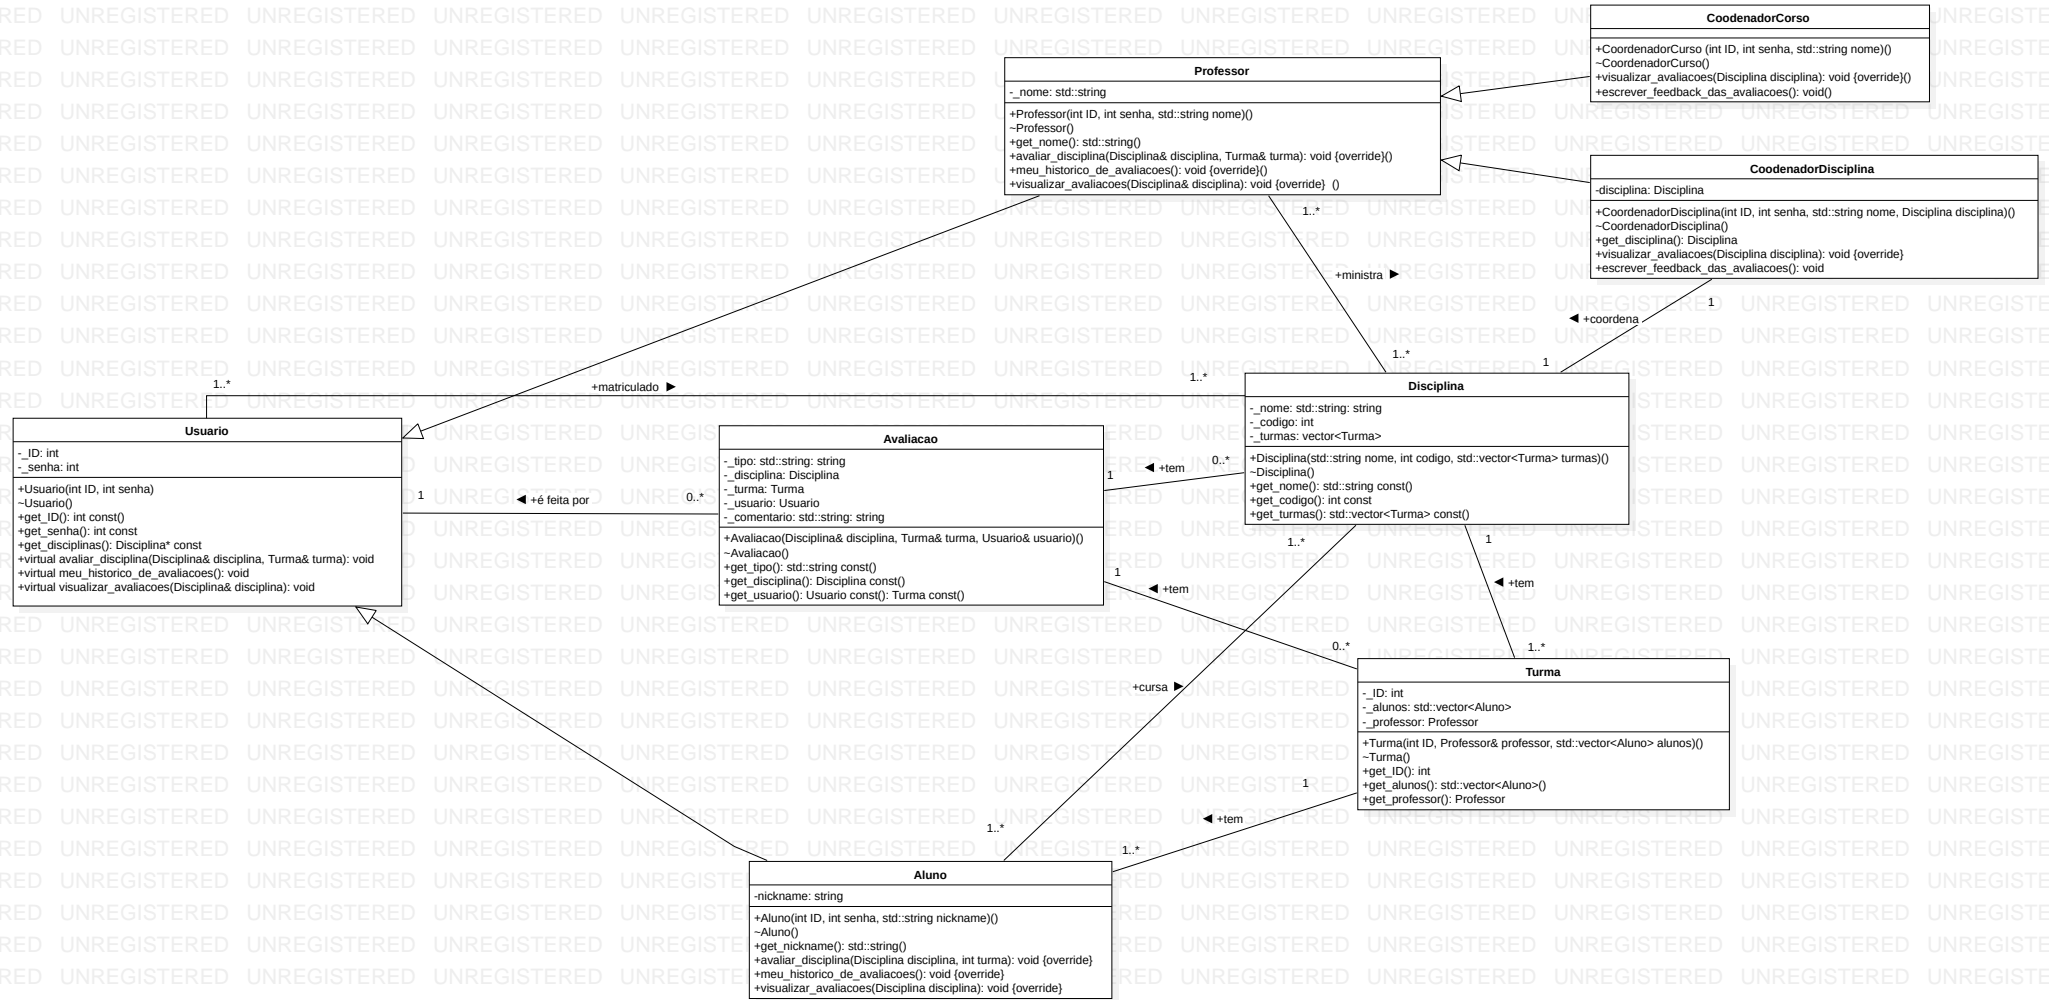 CoodenadorCorso
+CoordenadorCurso (int ID, int senha, std::string nome)()
~CoordenadorCurso()
+visualizar_avaliacoes(Disciplina disciplina): void {override}()
+escrever_feedback_das_avaliacoes(): void()
Professor
-_nome: std::string
+Professor(int ID, int senha, std::string nome)()
~Professor()
+get_nome(): std::string()
+avaliar_disciplina(Disciplina& disciplina, Turma& turma): void {override}()
+meu_historico_de_avaliacoes(): void {override}()
+visualizar_avaliacoes(Disciplina& disciplina): void {override}  ()
CoodenadorDisciplina
-disciplina: Disciplina
+CoordenadorDisciplina(int ID, int senha, std::string nome, Disciplina disciplina)()
~CoordenadorDisciplina()
+get_disciplina(): Disciplina
+visualizar_avaliacoes(Disciplina disciplina): void {override}
+escrever_feedback_das_avaliacoes(): void
1..*
+ministra ►
1..*
1
◄ +coordena
1
1..*
+matriculado ►
1..*
Usuario
-_ID: int
-_senha: int
+Usuario(int ID, int senha)
~Usuario()
+get_ID(): int const()
+get_senha(): int const
+get_disciplinas(): Disciplina* const
+virtual avaliar_disciplina(Disciplina& disciplina, Turma& turma): void
+virtual meu_historico_de_avaliacoes(): void
+virtual visualizar_avaliacoes(Disciplina& disciplina): void
1
◄ +é feita por
0..*
Avaliacao
-_tipo: std::string: string
-_disciplina: Disciplina
-_turma: Turma
-_usuario: Usuario
-_comentario: std::string: string
+Avaliacao(Disciplina& disciplina, Turma& turma, Usuario& usuario)()
~Avaliacao()
+get_tipo(): std::string const()
+get_disciplina(): Disciplina const()
+get_usuario(): Usuario const(): Turma const()
1
◄ +tem
0..*
Disciplina
-_nome: std::string: string
-_codigo: int
-_turmas: vector<Turma>
+Disciplina(std::string nome, int codigo, std::vector<Turma> turmas)()
~Disciplina()
+get_nome(): std::string const()
+get_codigo(): int const
+get_turmas(): std::vector<Turma> const()
1
◄ +tem
0..*
1..*
+cursa ►
1..*
1
◄ +tem
1..*
Turma
-_ID: int
-_alunos: std::vector<Aluno>
-_professor: Professor
+Turma(int ID, Professor& professor, std::vector<Aluno> alunos)()
~Turma()
+get_ID(): int
+get_alunos(): std::vector<Aluno>()
+get_professor(): Professor
1
◄ +tem
1..*
Aluno
-nickname: string
+Aluno(int ID, int senha, std::string nickname)()
~Aluno()
+get_nickname(): std::string()
+avaliar_disciplina(Disciplina disciplina, int turma): void {override}
+meu_historico_de_avaliacoes(): void {override}
+visualizar_avaliacoes(Disciplina disciplina): void {override}
UNREGISTERED